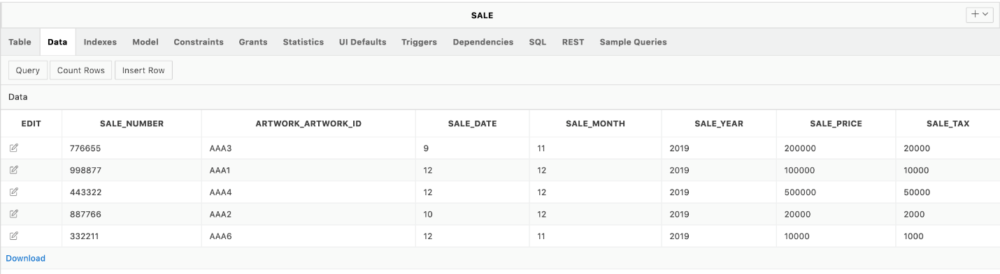 SALE
Table Data Indexes Model Constraints Grants Statistics UI Defaults Triggers Dependencies SQL REST Sample Queries
Query Count Rows Insert Row
Data
EDIT SALE_NUMBER ARTWORK_ARTWORK_ID SALE_DATE SALE_MONTH SALE_YEAR SALE_PRICE SALE_TAX
776655 AAA3 9 11 2019 200000 20000
998877 AAA1 12 12 2019 100000 10000
443322 AAA4 12 12 2019 500000 50000
887766 AAA2 10 12 2019 20000 2000
332211 AAA6 12 11 2019 10000 1000
Download